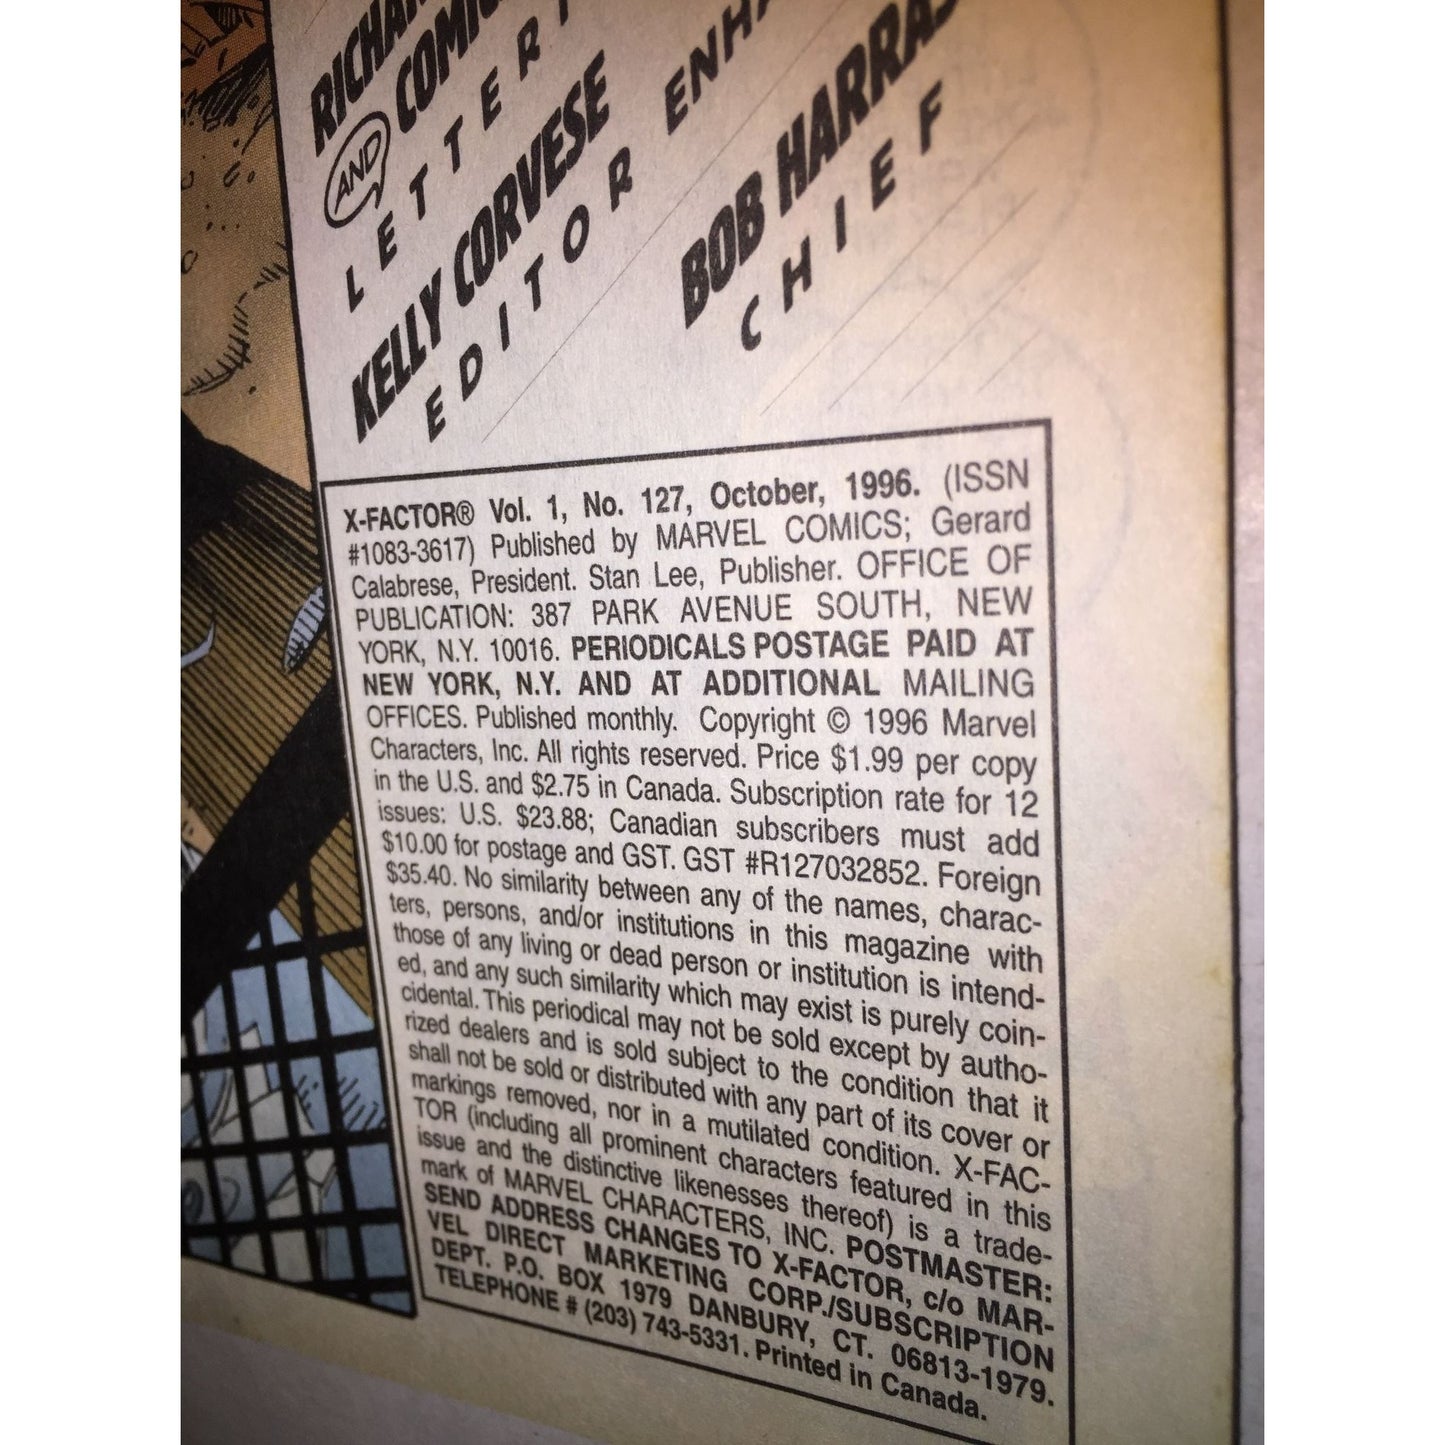 AND
LETTER
KELLY CORVESE
EDITOR
BOB HARRAS
CHIEF
X-FACTOR® Vol. 1, No. 127, October, 1996. (ISSN
#1083-3617) Published by MARVEL COMICS; Gerard
Calabrese, President. Stan Lee, Publisher. OFFICE OF
PUBLICATION: 387 PARK AVENUE SOUTH, NEW
YORK, N.Y. 10016. PERIODICALS POSTAGE PAID AT
NEW YORK, N.Y. AND AT ADDITIONAL MAILING
OFFICES. Published monthly. Copyright © 1996 Marvel
Characters, Inc. All rights reserved. Price $1.99 per copy
in the U.S. and $2.75 in Canada. Subscription rate for 12
issues: U.S. $23.88; Canadian subscribers must add
$10.00 for postage and GST. GST #R127032852. Foreign
$35.40. No similarity between any of the names, charac-
ters, persons, and/or institutions in this magazine with
those of any living or dead person or institution is intend-
ed, and any such similarity which may exist is purely coin-
cidental. This periodical may not be sold except by autho-
rized dealers and is sold subject to the condition that it
shall not be sold or distributed with any part of its cover or
markings removed, nor in a mutilated condition. X-FAC-
TOR (including all prominent characters featured in this
issue and the distinctive likenesses thereof) is a trade-
mark of MARVEL CHARACTERS, INC. POSTMASTER:
SEND ADDRESS CHANGES TO X-FACTOR, c/o MAR-
VEL DIRECT MARKETING CORP./SUBSCRIPTION
DEPT. P.O. BOX 1979 DANBURY, CT. 06813-1979.
TELEPHONE # (203) 743-5331. Printed in Canada.